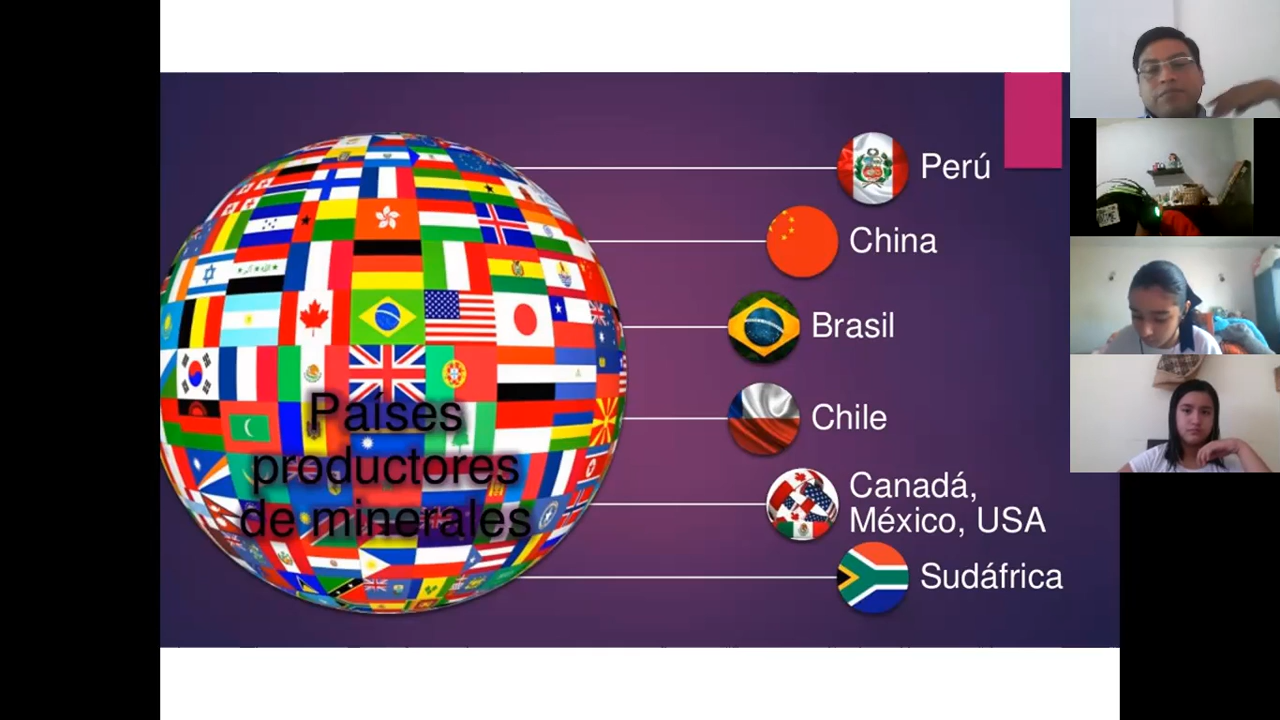 Países
productores
de minerales
Perú
China
Brasil
Chile
Canadá,
México, USA
Sudáfrica